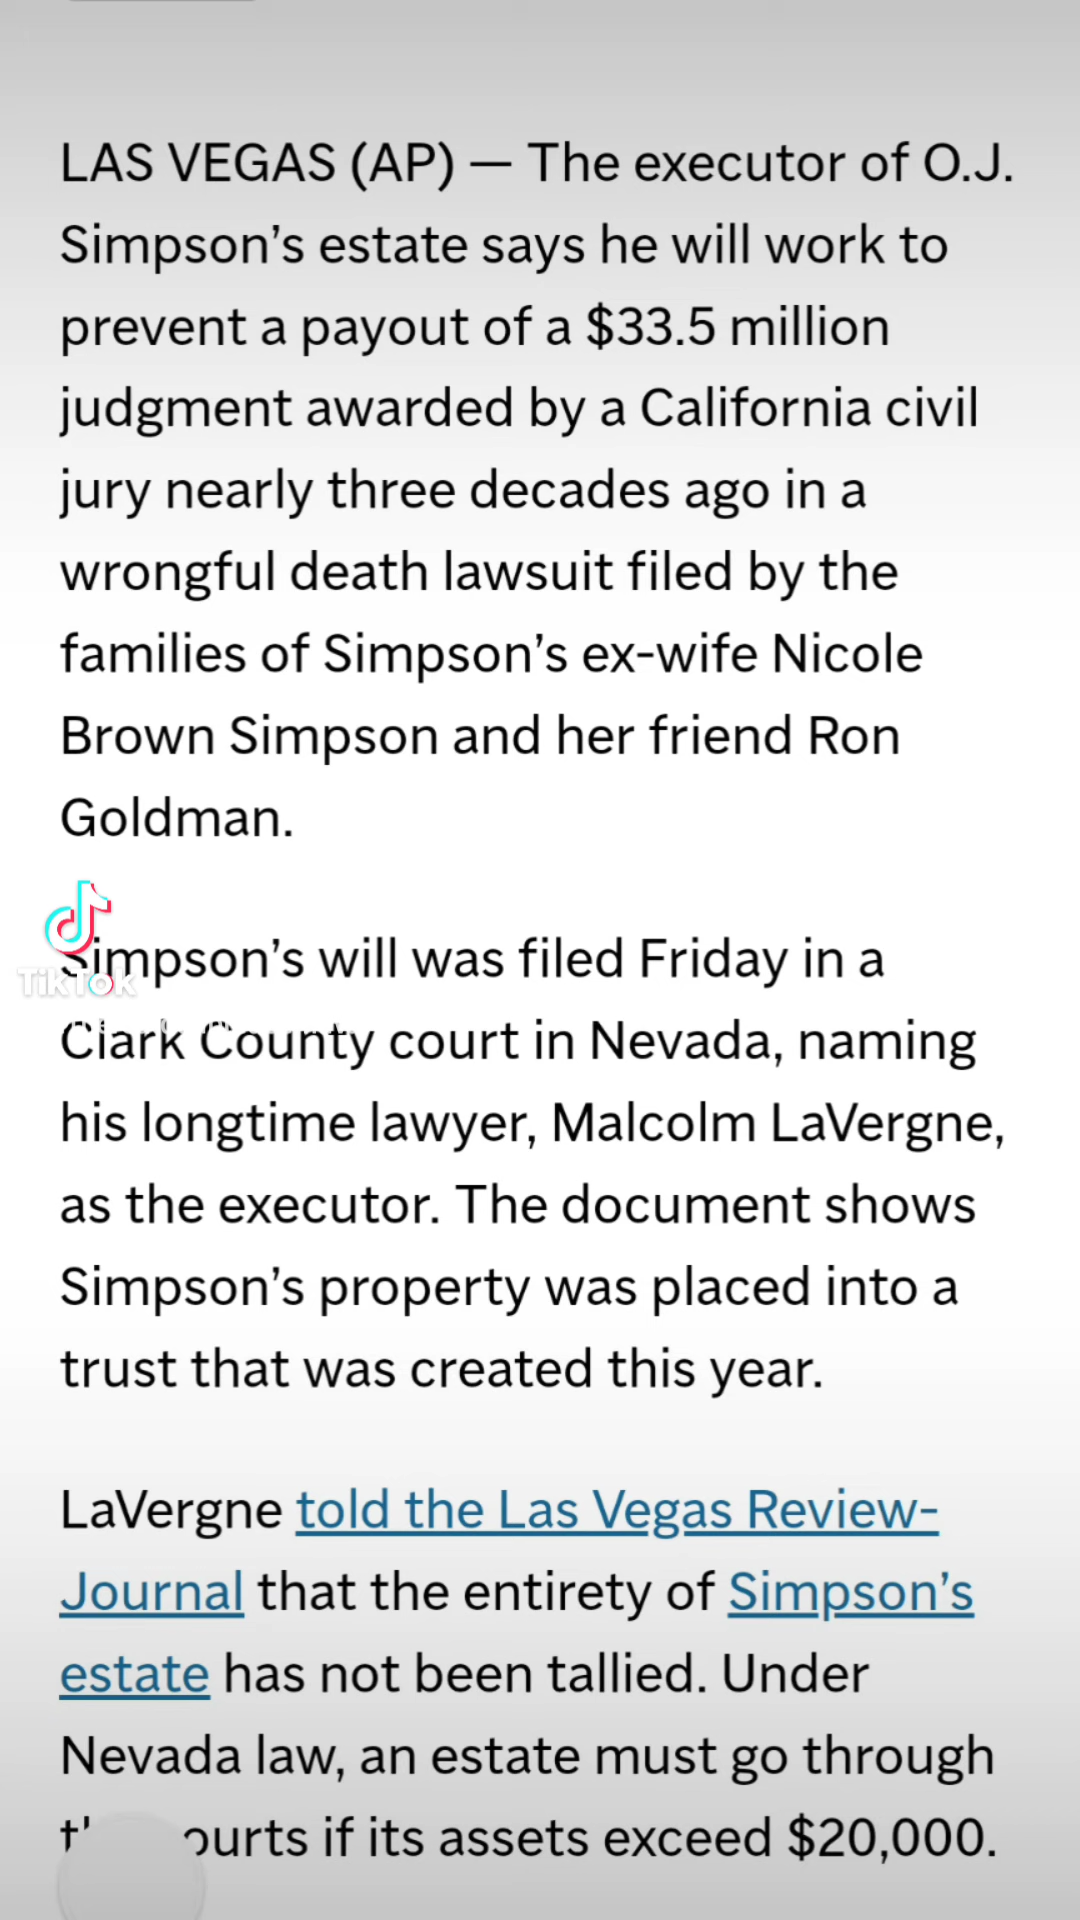 LAS VEGAS (AP) — The executor of O.J.
Simpson’s estate says he will work to
prevent a payout of a $33.5 million
judgment awarded by a California civil
jury nearly three decades ago in a
wrongful death lawsuit filed by the
families of Simpson’s ex-wife Nicole
Brown Simpson and her friend Ron
Goldman.
TikTok
Simpson’s will was filed Friday in a
Clark County court in Nevada, naming
his longtime lawyer, Malcolm LaVergne,
as the executor. The document shows
Simpson’s property was placed into a
trust that was created this year.
LaVergne told the Las Vegas Review-
Journal that the entirety of Simpson’s
estate has not been tallied. Under
Nevada law, an estate must go through
if its assets exceed $20,000.